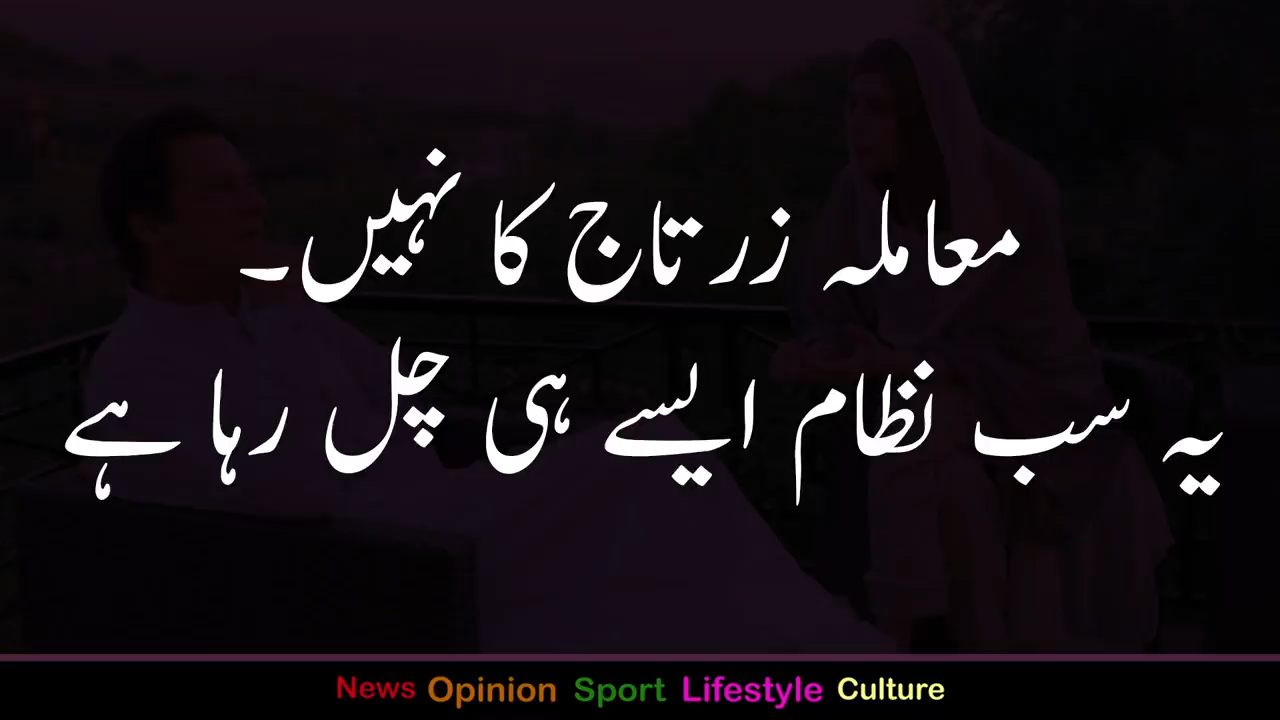 معاملہ زرتاج کا نہیں۔
یہ سب نظام ایسے ہی چل رہا ہے
News Opinion Sport Lifestyle Culture